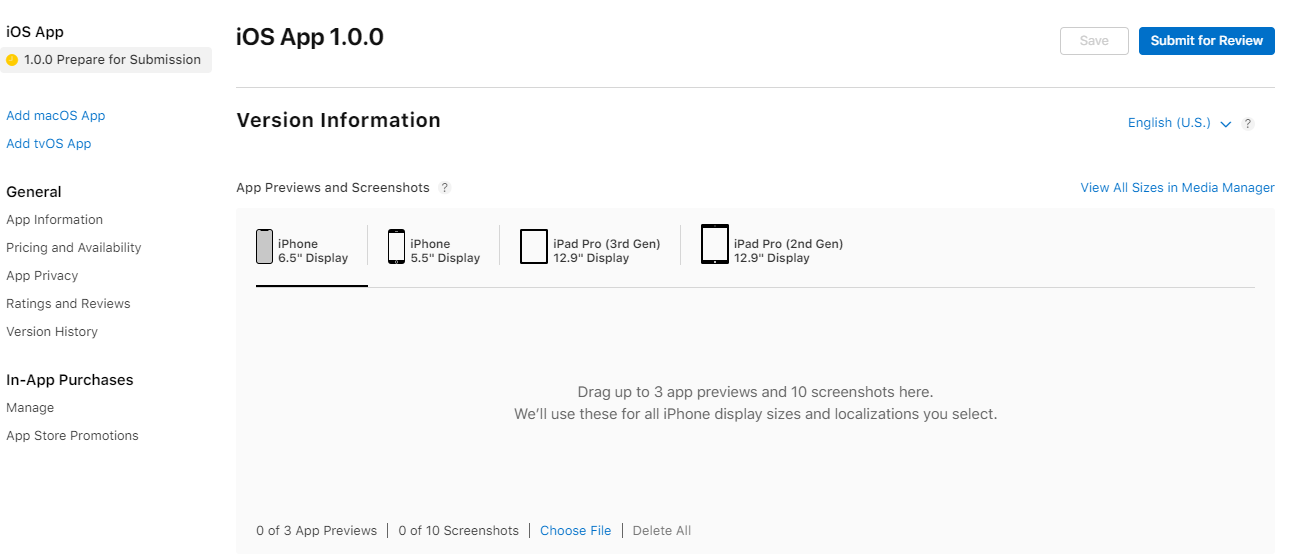 iOS App
1.0.0 Prepare for Submission
Add macOS App
Add tvOS App
General
App Information
Pricing and Availability
App Privacy
Ratings and Reviews
Version History
In-App Purchases
Manage
App Store Promotions
iOS App 1.0.0
Save
Submit for Review
Version Information
English (U.S.)
?
App Previews and Screenshots ?
View All Sizes in Media Manager
iPhone
6.5" Display
iPhone
5.5" Display
iPad Pro (3rd Gen)
12.9" Display
iPad Pro (2nd Gen)
12.9" Display
Drag up to 3 app previews and 10 screenshots here.
We’ll use these for all iPhone display sizes and localizations you select.
0 of 3 App Previews
0 of 10 Screenshots
Choose File
Delete All